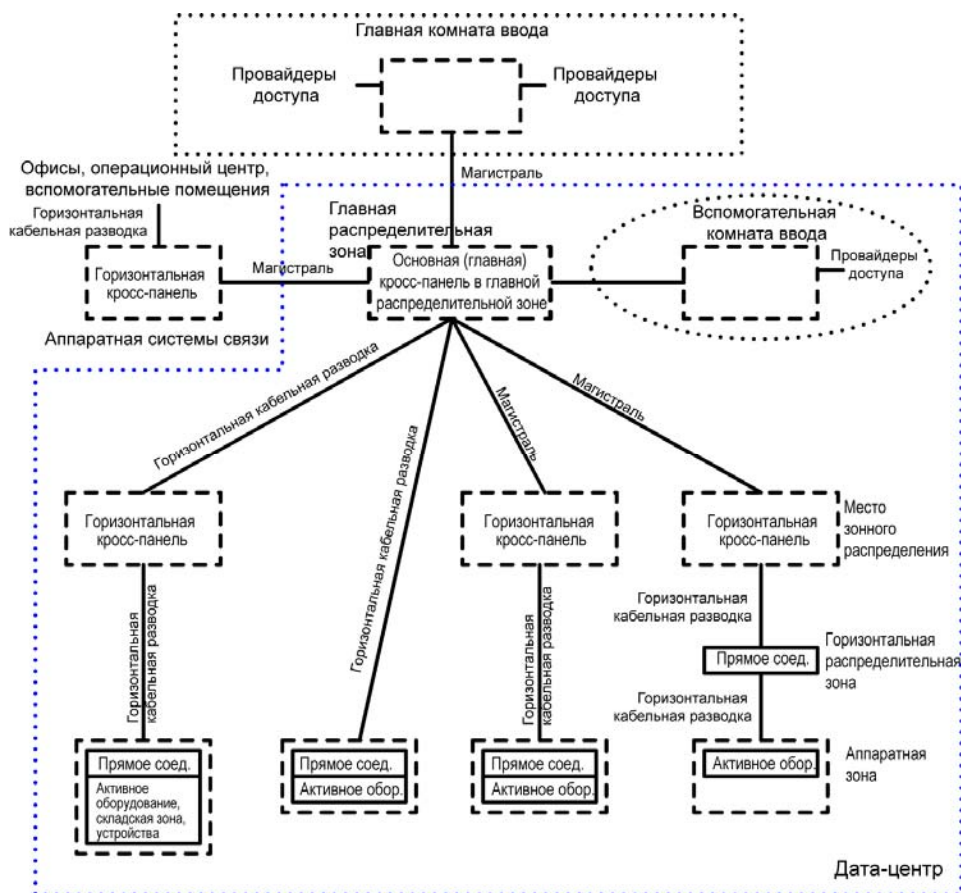 Главная комната ввода
Провайдеры
доступа
Провайдеры
доступа
Магистраль
Офисы, операционный центр,
вспомогательные помещения
Горизонтальная
кабельная разводка
Главная
распределительная
зона
Вспомогательная
комната ввода
Провайдеры
доступа
Горизонтальная
кросс-панель
Магистраль
Основная (главная)
кросс-панель в главной
распределительной зоне
Аппаратная системы связи
Горизонтальная кабельная разводка
Горизонтальная кабельная разводка
Магистраль
Магистраль
Горизонтальная
кросс-панель
Горизонтальная
кросс-панель
Горизонтальная
кросс-панель
Место
зонного
распределения
Горизонтальная
кабельная разводка
Горизонтальная
кабельная разводка
Горизонтальная
кабельная разводка
Прямое соед.
Горизонтальная
распределительная
зона
Горизонтальная
кабельная разводка
Прямое соед.
Активное
оборудование,
складская зона,
устройства
Прямое соед.
Активное обор.
Прямое соед.
Активное обор.
Активное обор.
Аппаратная
зона
Дата-центр